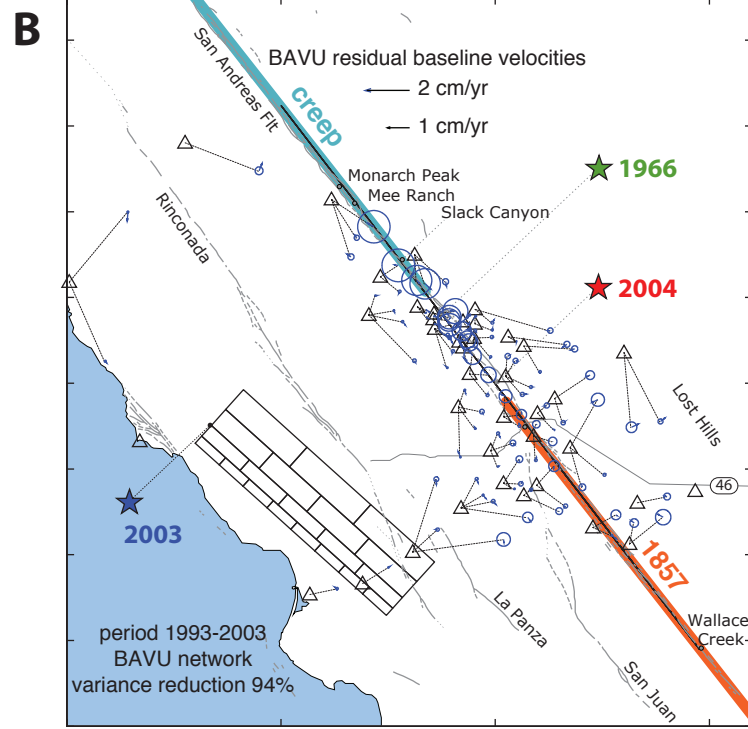 B
BAVU residual baseline velocities
2 cm/yr
1 cm/yr
San Andreas Flt
creep
1966
Monarch Peak
Mee Ranch
Slack Canyon
Rinconada
2004
Lost Hills
46
2003
1857
La Panza
Wallace
Creek-
San Juan
period 1993-2003
BAVU network
variance reduction 94%